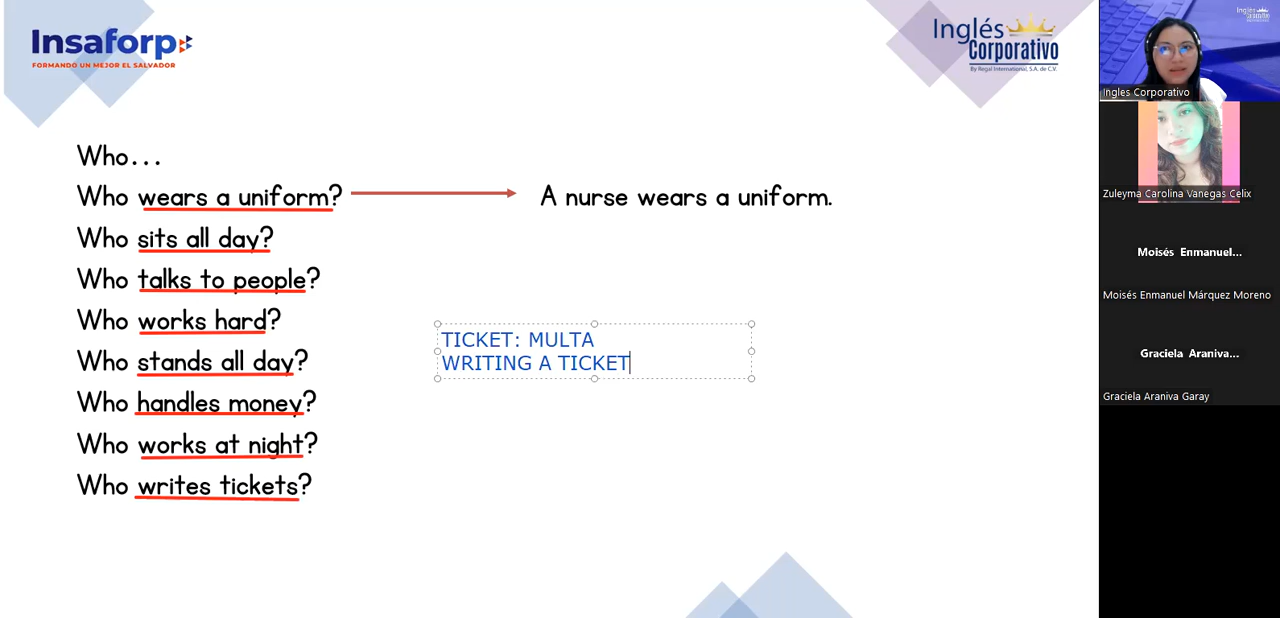 Insaforp
FORMANDO UN MEJOR EL SALVADOR
Inglés
Corporativo
By Regal International, S.A. de C.V.
Who...
Who wears a uniform?
A nurse wears a uniform.
Who sits all day?
Who talks to people?
Who works hard?
TICKET: MULTA
WRITING A TICKET
Who stands all day?
Who handles money?
Who works at night?
Who writes tickets?
Inglés
Ingles Corporativo
Zuleyma Carolina Vanegas Celix
Moisés Enmanuel...
Moisés Enmanuel Márquez Moreno
Graciela Araniva...
Graciela Araniva Garay